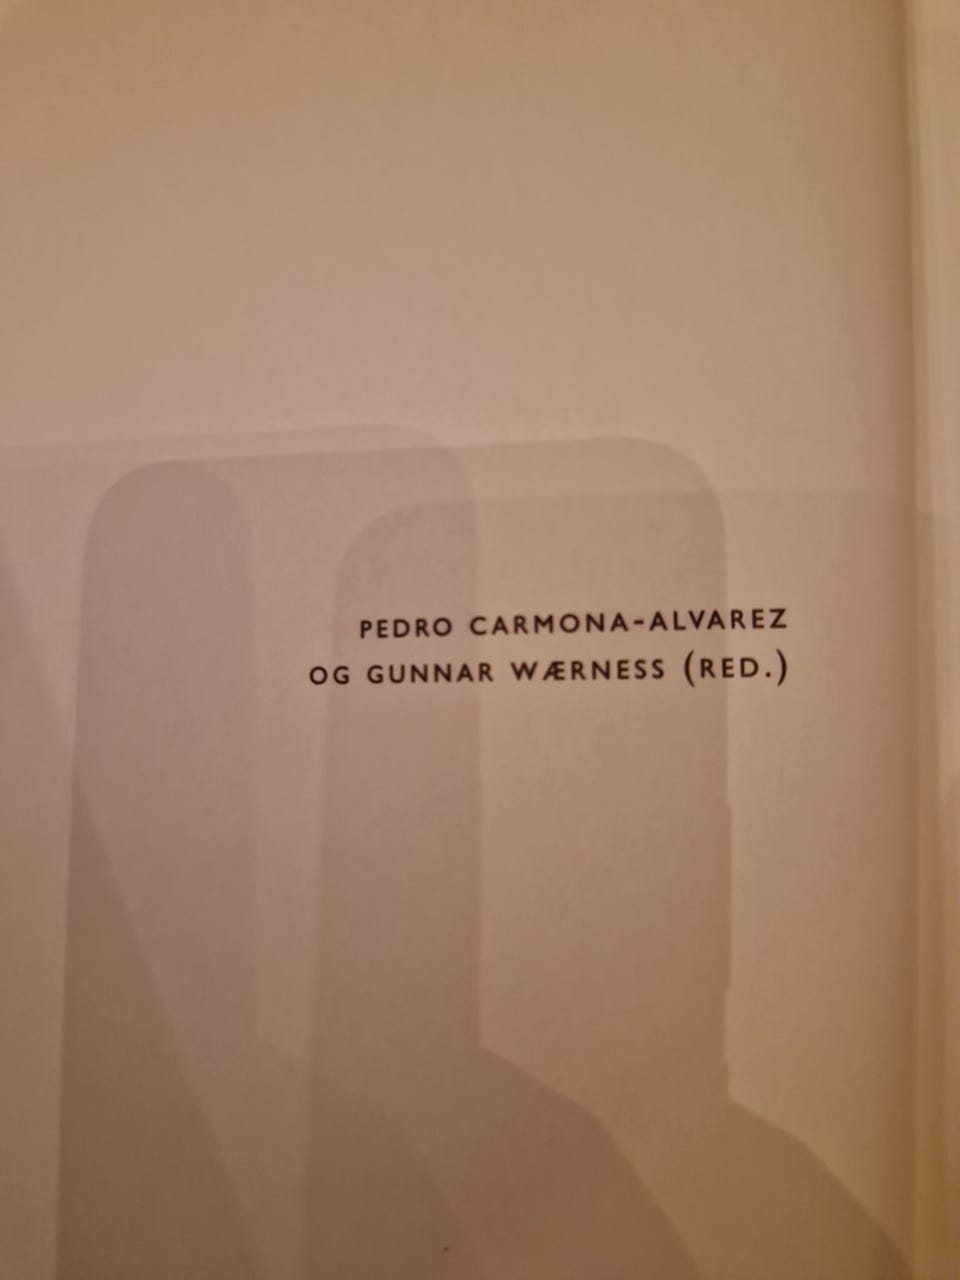 PEDRO CARMONA-ALVAREZ
OG GUNNAR WÆRNESS (RED.)